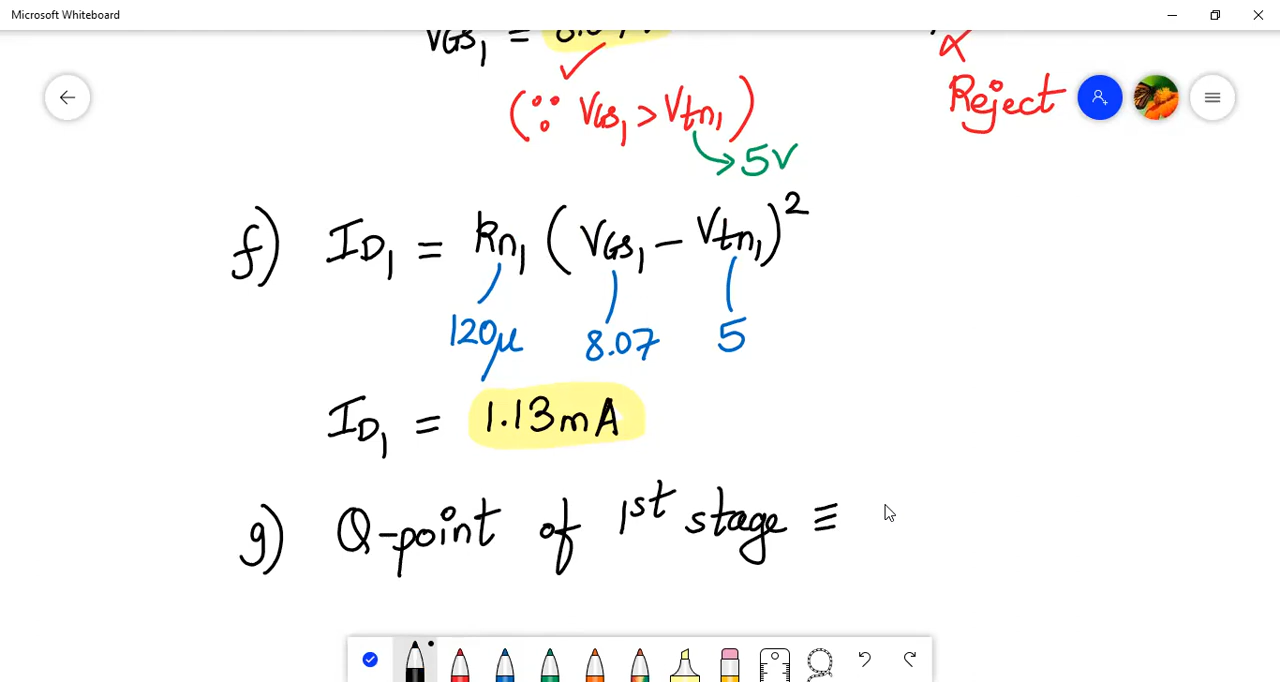 Microsoft Whiteboard
VGS1 =
(∵ VGS1 > Vtn1)
Reject
→ 5V
f) ID1 = kn1 (VGS1 − Vtn1)²
120μ 8.07 5
ID1 = 1.13mA
g) Q-point of 1st stage ≡